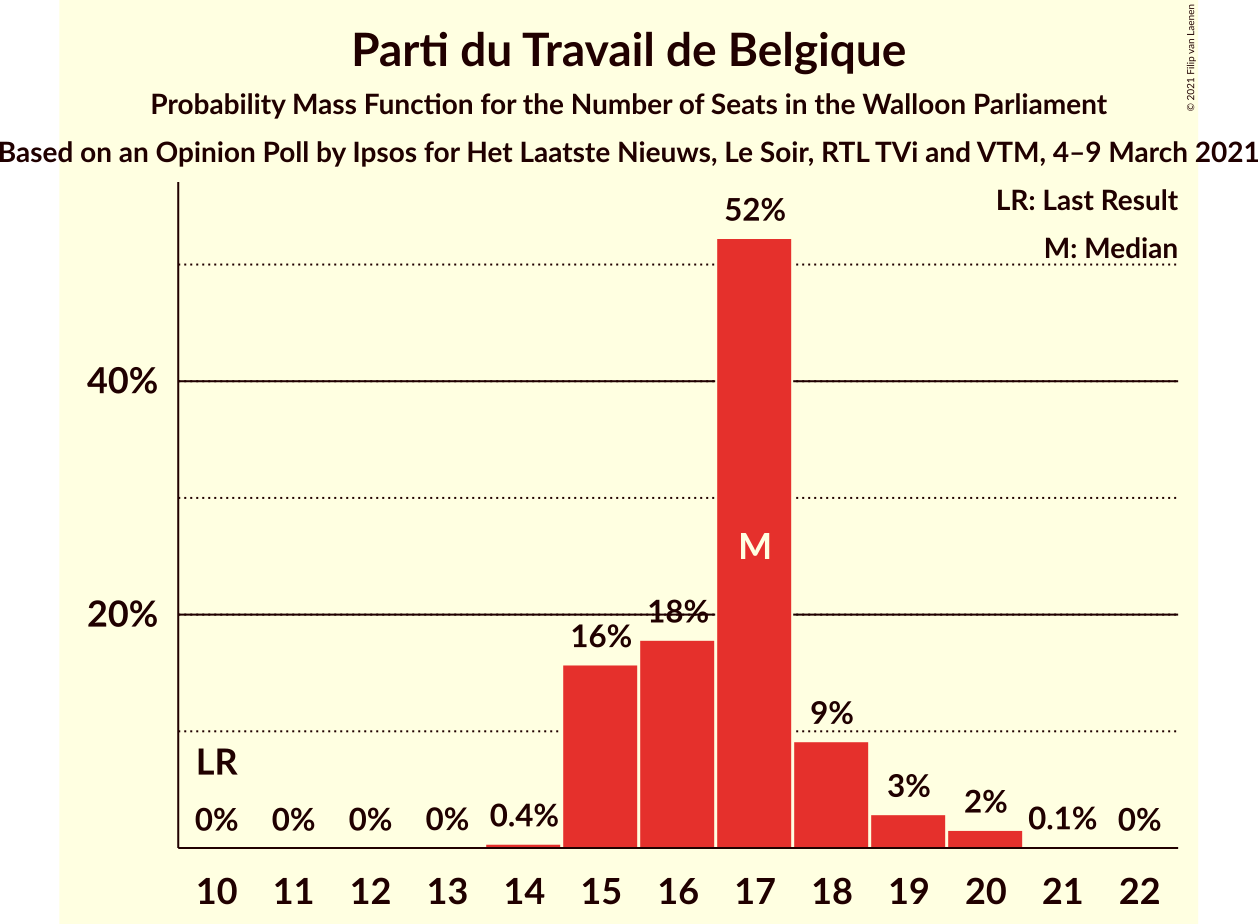 Parti du Travail de Belgique
Probability Mass Function for the Number of Seats in the Walloon Parliament
Based on an Opinion Poll by Ipsos for Het Laatste Nieuws, Le Soir, RTL TVi and VTM, 4–9 March 2021
© 2021 Filip van Laenen
LR: Last Result
M: Median
52%
40%
M
20%
18%
16%
9%
LR
3%
2%
0% 0% 0% 0% 0.4% 0.1% 0%
10 11 12 13 14 15 16 17 18 19 20 21 22